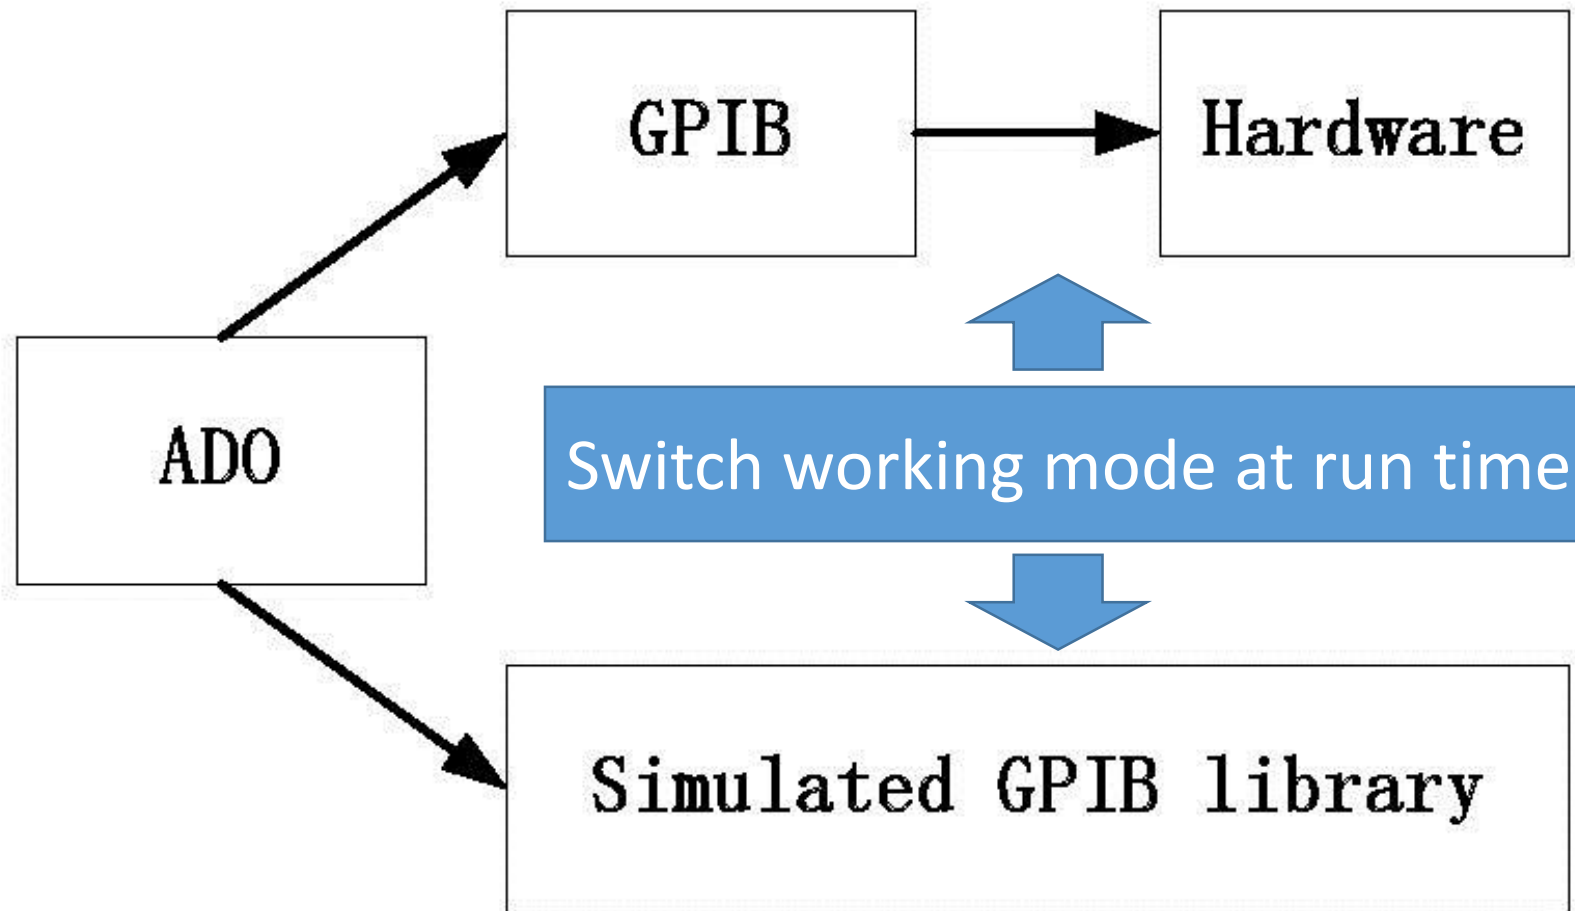 GPIB
Hardware
ADO
Switch working mode at run time
Simulated GPIB library